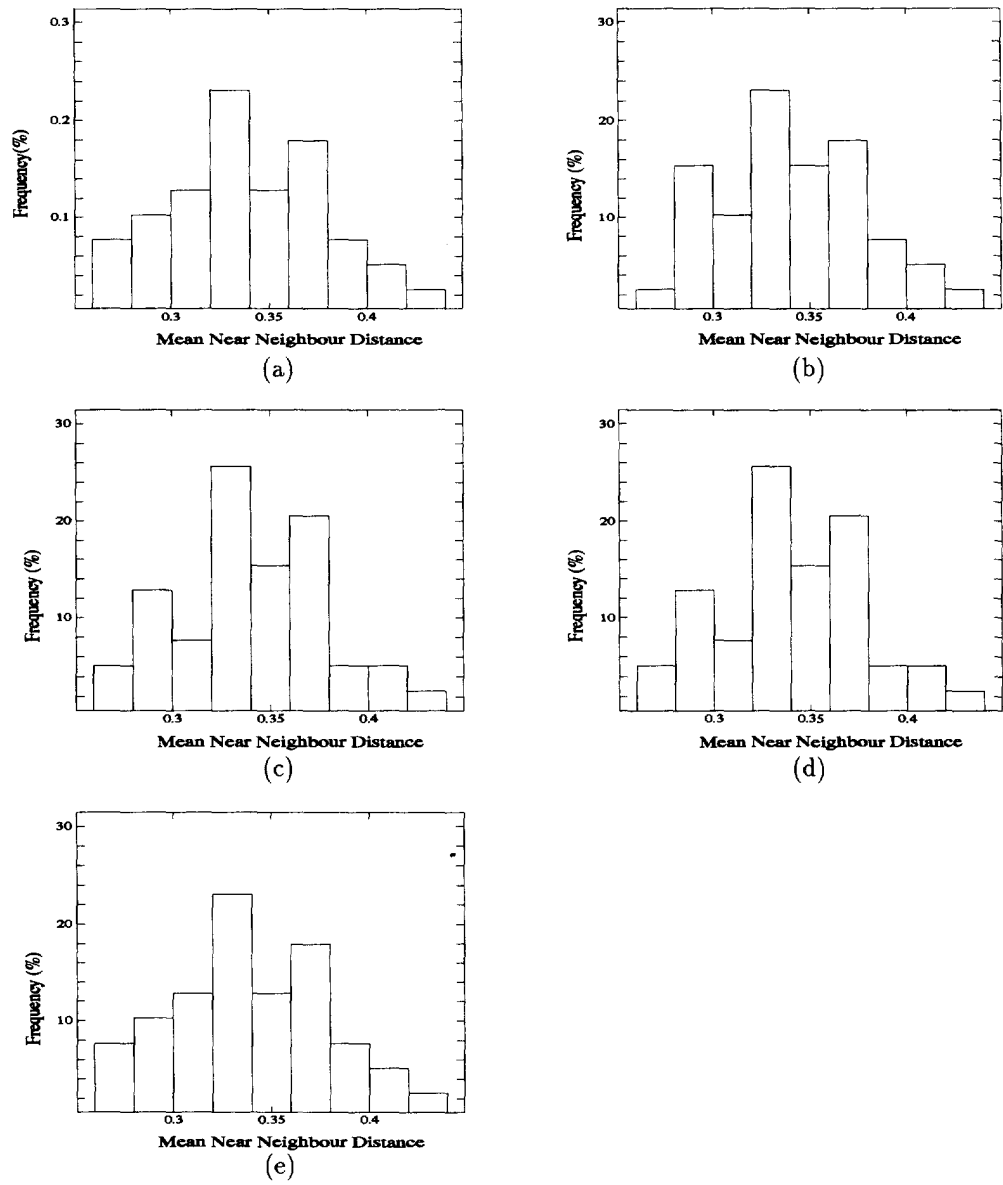 0.3
0.2
0.1
Frequency(%)
0.3 0.35 0.4
Mean Near Neighbour Distance
(a)
30
20
10
Frequency (%)
0.3 0.35 0.4
Mean Near Neighbour Distance
(b)
30
20
10
Frequency (%)
0.3 0.35 0.4
Mean Near Neighbour Distance
(c)
30
20
10
Frequency (%)
0.3 0.35 0.4
Mean Near Neighbour Distance
(d)
30
20
10
Frequency (%)
0.3 0.35 0.4
Mean Near Neighbour Distance
(e)